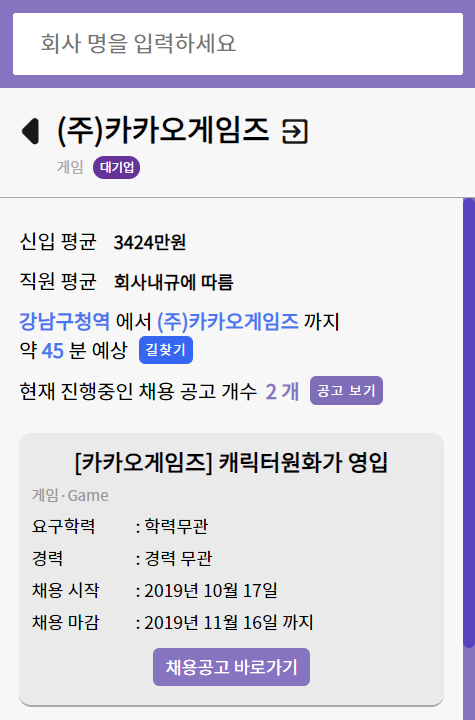 회사 명을 입력하세요
(주)카카오게임즈
게임 대기업
신입 평균 3424만원
직원 평균 회사내규에 따름
강남구청역 에서 (주)카카오게임즈 까지
약 45 분 예상 길찾기
현재 진행중인 채용 공고 개수 2 개 공고 보기
[카카오게임즈] 캐릭터원화가 영입
게임·Game
요구학력 : 학력무관
경력 : 경력 무관
채용 시작 : 2019년 10월 17일
채용 마감 : 2019년 11월 16일 까지
채용공고 바로가기